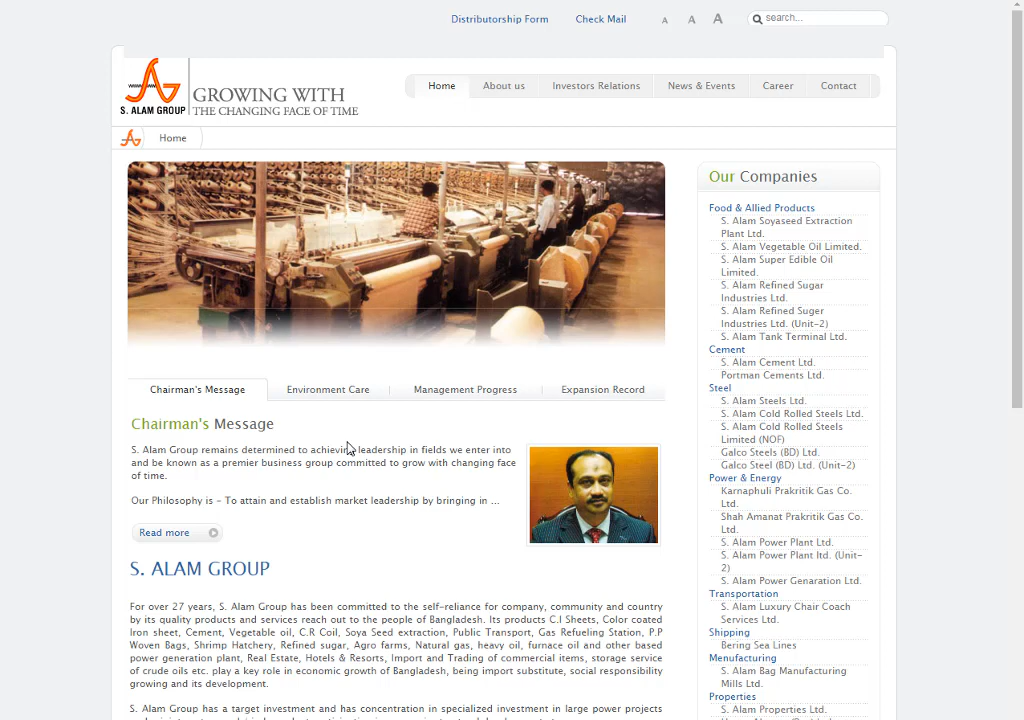 Distributorship Form Check Mail A A A search...
S. ALAM GROUP
GROWING WITH
THE CHANGING FACE OF TIME
Home About us Investors Relations News & Events Career Contact
Home
Chairman's Message Environment Care Management Progress Expansion Record
Chairman's Message
S. Alam Group remains determined to achieving leadership in fields we enter into
and be known as a premier business group committed to grow with changing face
of time.
Our Philosophy is - To attain and establish market leadership by bringing in ...
Read more
S. ALAM GROUP
For over 27 years, S. Alam Group has been committed to the self-reliance for company, community and country
by its quality products and services reach out to the people of Bangladesh. Its products C.I Sheets, Color coated
Iron sheet, Cement, Vegetable oil, C.R Coil, Soya Seed extraction, Public Transport, Gas Refueling Station, P.P
Woven Bags, Shrimp Hatchery, Refined sugar, Agro farms, Natural gas, heavy oil, furnace oil and other based
power generation plant, Real Estate, Hotels & Resorts, Import and Trading of commercial items, storage service
of crude oils etc. play a key role in economic growth of Bangladesh, being import substitute, social responsibility
growing and its development.
S. Alam Group has a target investment and has concentration in specialized investment in large power projects
Our Companies
Food & Allied Products
S. Alam Soyaseed Extraction
Plant Ltd.
S. Alam Vegetable Oil Limited.
S. Alam Super Edible Oil
Limited.
S. Alam Refined Sugar
Industries Ltd.
S. Alam Refined Suger
Industries Ltd. (Unit-2)
S. Alam Tank Terminal Ltd.
Cement
S. Alam Cement Ltd.
Portman Cements Ltd.
Steel
S. Alam Steels Ltd.
S. Alam Cold Rolled Steels Ltd.
S. Alam Cold Rolled Steels
Limited (NOF)
Galco Steels (BD) Ltd.
Galco Steel (BD) Ltd. (Unit-2)
Power & Energy
Karnaphuli Prakritik Gas Co.
Ltd.
Shah Amanat Prakritik Gas Co.
Ltd.
S. Alam Power Plant Ltd.
S. Alam Power Plant ltd. (Unit-
2)
S. Alam Power Genaration Ltd.
Transportation
S. Alam Luxury Chair Coach
Services Ltd.
Shipping
Bering Sea Lines
Menufacturing
S. Alam Bag Manufacturing
Mills Ltd.
Properties
S. Alam Properties Ltd.